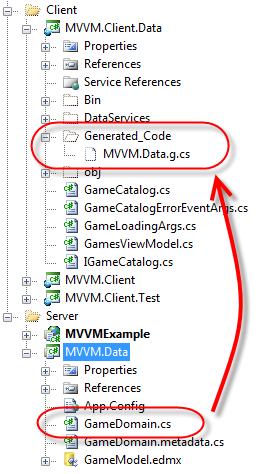 Client
MVVM.Client.Data
Properties
References
Service References
Bin
DataServices
Generated_Code
MVVM.Data.g.cs
obj
GameCatalog.cs
GameCatalogErrorEventArgs.cs
GameLoadingArgs.cs
GamesViewModel.cs
IGameCatalog.cs
MVVM.Client
MVVM.Client.Test
Server
MVVMExample
MVVM.Data
Properties
References
App.Config
GameDomain.cs
GameDomain.metadata.cs
GameModel.edmx